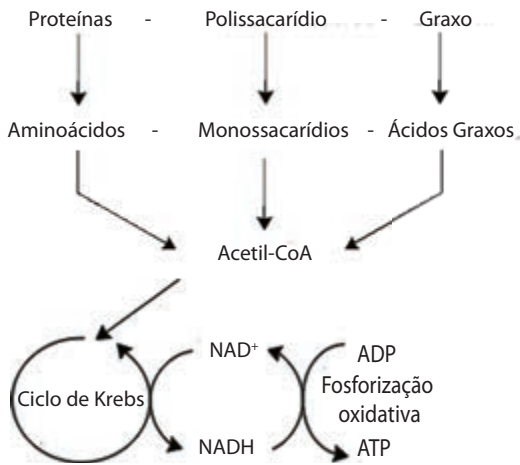 Proteínas - Polissacarídio - Graxo
Aminoácidos - Monossacarídios - Ácidos Graxos
Acetil-CoA
NAD⁺ ADP
Ciclo de Krebs Fosforização
oxidativa
NADH ATP